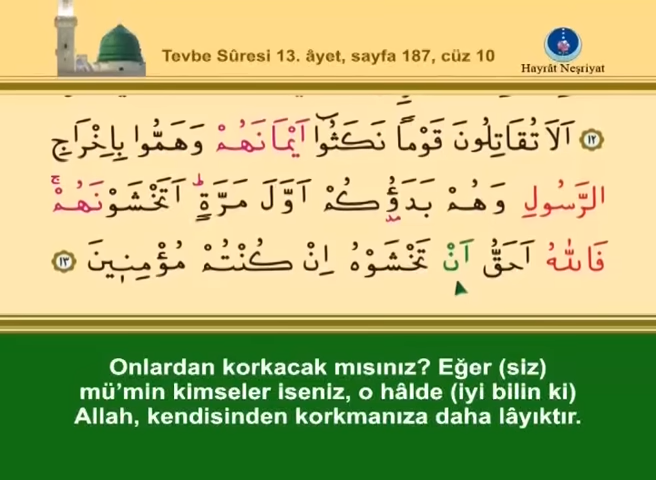 Tevbe Sûresi 13. âyet, sayfa 187, cüz 10
Hayrât Neşriyat
﴿١٢﴾ اَلَا تُقَاتِلُونَ قَوْمًا نَكَثُٓوا اَيْمَانَهُمْ وَهَمُّوا بِاِخْرَاجِ
الرَّسُولِ وَهُمْ بَدَؤُ۫كُمْ اَوَّلَ مَرَّةٍۜ اَتَخْشَوْنَهُمْۚ
فَاللّٰهُ اَحَقُّ اَنْ تَخْشَوْهُ اِنْ كُنْتُمْ مُؤْمِن۪ينَ ﴿١٣﴾
Onlardan korkacak mısınız? Eğer (siz)
mü’min kimseler iseniz, o hâlde (iyi bilin ki)
Allah, kendisinden korkmanıza daha lâyıktır.